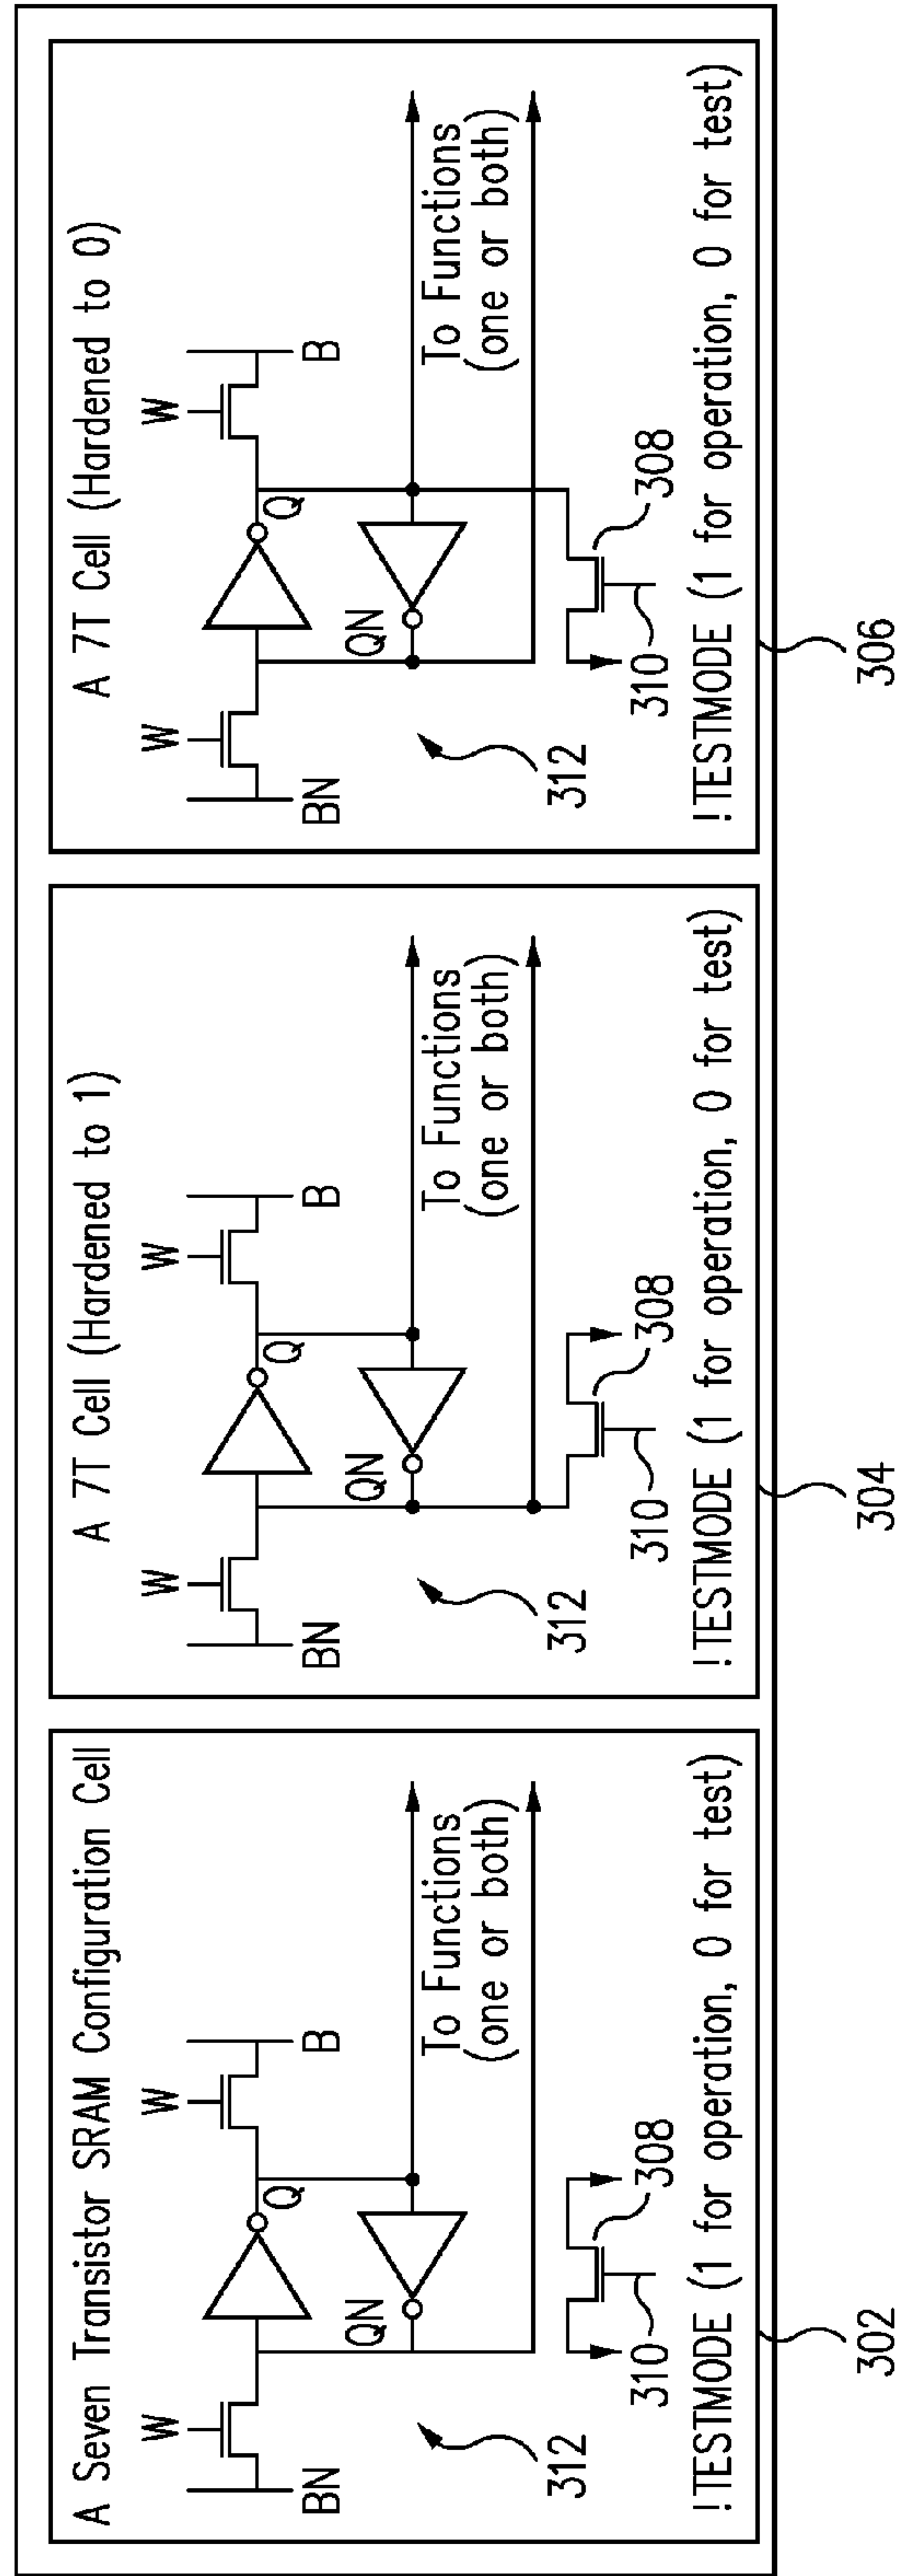 A Seven Transistor SRAM Configuration Cell
W
W
BN
B
Q
QN
To Functions
(one or both)
312
308
310
!TESTMODE (1 for operation, 0 for test)
302
A 7T Cell (Hardened to 1)
W
W
BN
B
Q
QN
To Functions
(one or both)
312
308
310
!TESTMODE (1 for operation, 0 for test)
304
A 7T Cell (Hardened to 0)
W
W
BN
B
Q
QN
To Functions
(one or both)
312
308
310
!TESTMODE (1 for operation, 0 for test)
306